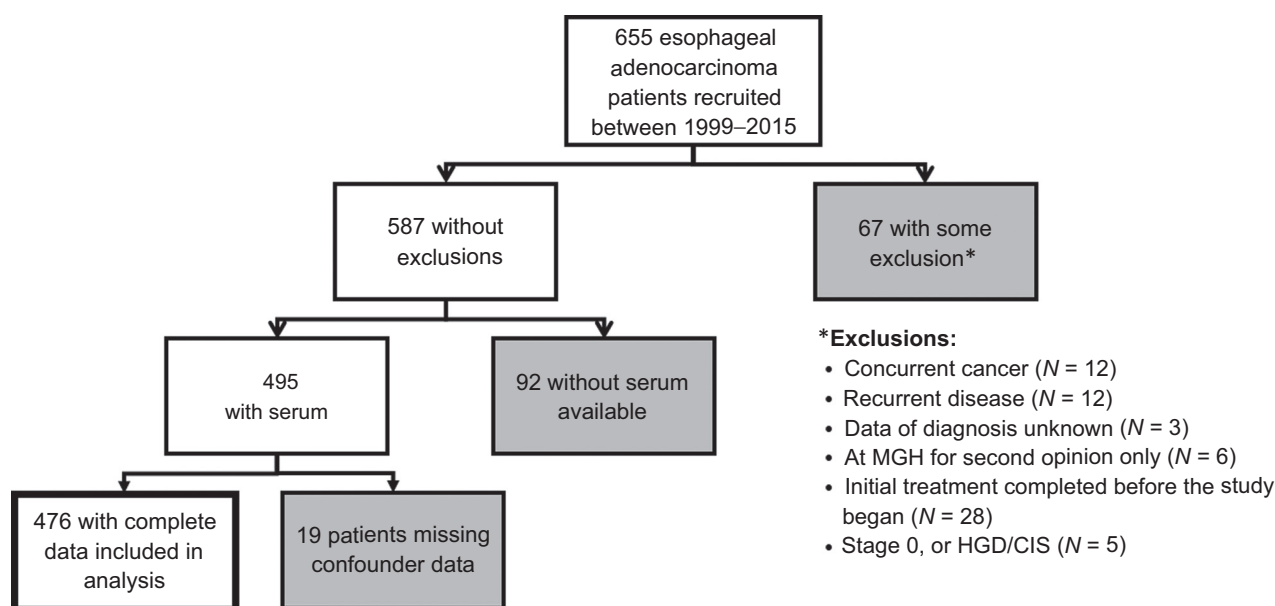 655 esophageal
adenocarcinoma
patients recruited
between 1999–2015
587 without
exclusions
67 with some
exclusion*
495
with serum
92 without serum
available
476 with complete
data included in
analysis
19 patients missing
confounder data
*Exclusions:
• Concurrent cancer (N = 12)
• Recurrent disease (N = 12)
• Data of diagnosis unknown (N = 3)
• At MGH for second opinion only (N = 6)
• Initial treatment completed before the study
began (N = 28)
• Stage 0, or HGD/CIS (N = 5)